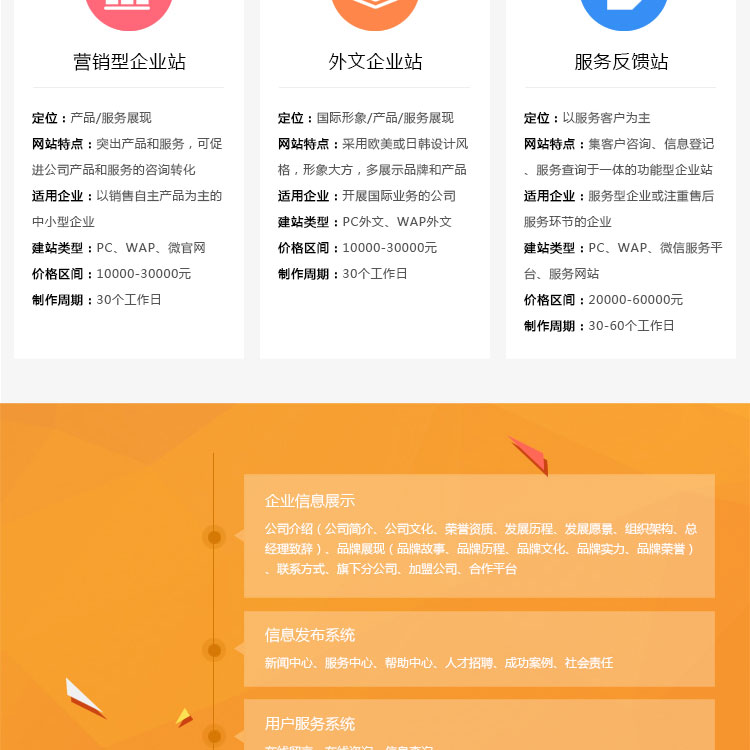 营销型企业站
定位：产品/服务展现
网站特点：突出产品和服务，可促
进公司产品和服务的咨询转化
适用企业：以销售自主产品为主的
中小型企业
建站类型：PC、WAP、微官网
价格区间：10000-30000元
制作周期：30个工作日
外文企业站
定位：国际形象/产品/服务展现
网站特点：采用欧美或日韩设计风
格，形象大方，多展示品牌和产品
适用企业：开展国际业务的公司
建站类型：PC外文、WAP外文
价格区间：10000-30000元
制作周期：30个工作日
服务反馈站
定位：以服务客户为主
网站特点：集客户咨询、信息登记
、服务查询于一体的功能型企业站
适用企业：服务型企业或注重售后
服务环节的企业
建站类型：PC、WAP、微信服务平
台、服务网站
价格区间：20000-60000元
制作周期：30-60个工作日
企业信息展示
公司介绍（公司简介、公司文化、荣誉资质、发展历程、发展愿景、组织架构、总
经理致辞）、品牌展现（品牌故事、品牌历程、品牌文化、品牌实力、品牌荣誉）
、联系方式、旗下分公司、加盟公司、合作平台
信息发布系统
新闻中心、服务中心、帮助中心、人才招聘、成功案例、社会责任
用户服务系统